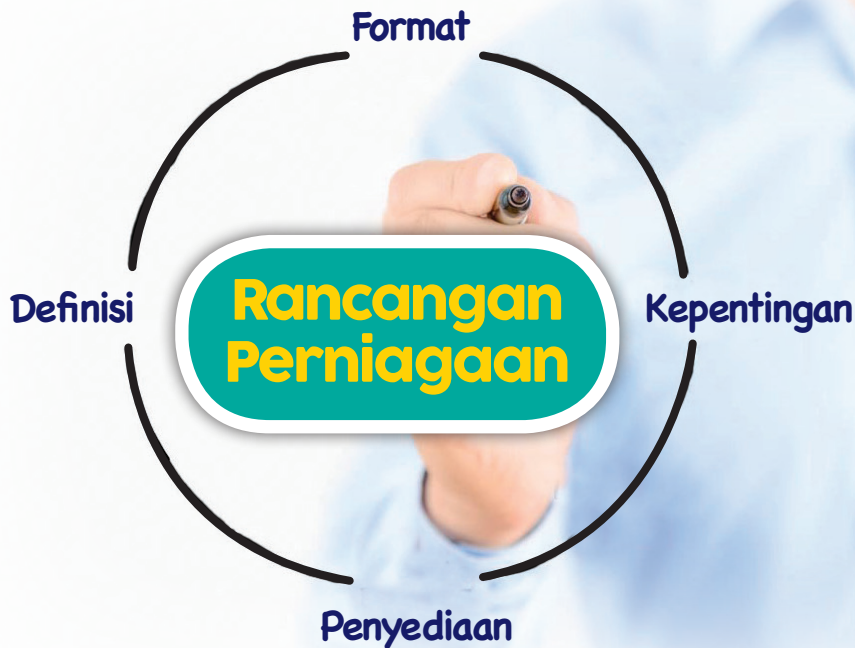 Format
Definisi
Rancangan
Perniagaan
Kepentingan
Penyediaan